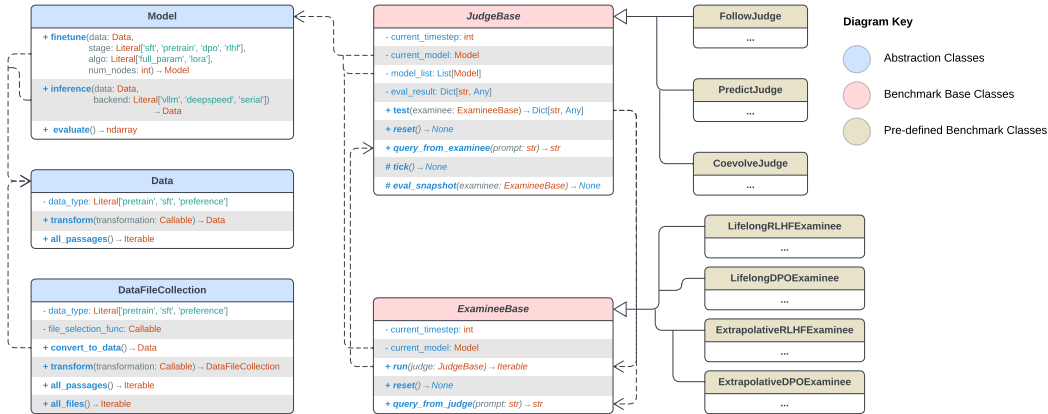 Model
+ finetune(data: Data,
stage: Literal['sft', 'pretrain', 'dpo', 'rlhf'],
algo: Literal['full_param', 'lora'],
num_nodes: int)→Model
+ inference(data: Data,
backend: Literal['vllm', 'deepspeed', 'serial'])
→Data
+ evaluate()→ndarray
Data
- data_type: Literal['pretrain', 'sft', 'preference']
+ transform(transformation: Callable)→Data
+ all_passages()→Iterable
DataFileCollection
- data_type: Literal['pretrain', 'sft', 'preference']
- file_selection_func: Callable
+ convert_to_data()→Data
+ transform(transformation: Callable)→DataFileCollection
+ all_passages()→Iterable
+ all_files()→Iterable
JudgeBase
- current_timestep: int
- current_model: Model
- model_list: List[Model]
- eval_result: Dict[str, Any]
+ test(examinee: ExamineeBase)→Dict[str, Any]
+ reset()→None
+ query_from_examinee(prompt: str)→str
# tick()→None
# eval_snapshot(examinee: ExamineeBase)→None
ExamineeBase
- current_timestep: int
- current_model: Model
+ run(judge: JudgeBase)→Iterable
+ reset()→None
+ query_from_judge(prompt: str)→str
FollowJudge
...
PredictJudge
...
CoevolveJudge
...
LifelongRLHFExaminee
...
LifelongDPOExaminee
...
ExtrapolativeRLHFExaminee
...
ExtrapolativeDPOExaminee
...
Diagram Key
Abstraction Classes
Benchmark Base Classes
Pre-defined Benchmark Classes